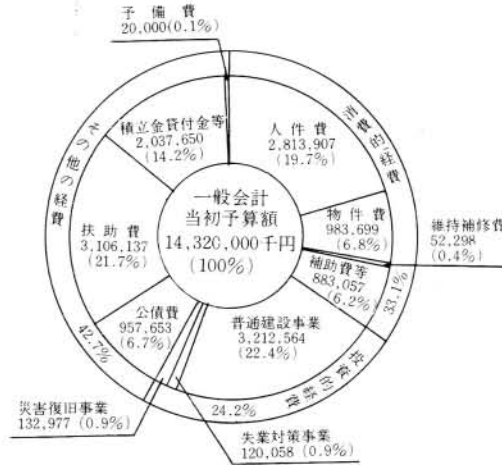 予備費
20,000(0.1%)
消費的経費
33.1%
人件費
2,813,907
(19.7%)
物件費
983,699
(6.8%)
維持補修費
52,298
(0.4%)
補助費等
883,057
(6.2%)
投資的経費
24.2%
普通建設事業
3,212,564
(22.4%)
失業対策事業
120,058(0.9%)
災害復旧事業
132,977(0.9%)
その他の経費
42.7%
公債費
957,653
(6.7%)
扶助費
3,106,137
(21.7%)
積立金貸付金等
2,037,650
(14.2%)
一般会計
当初予算額
14,320,000千円
(100%)